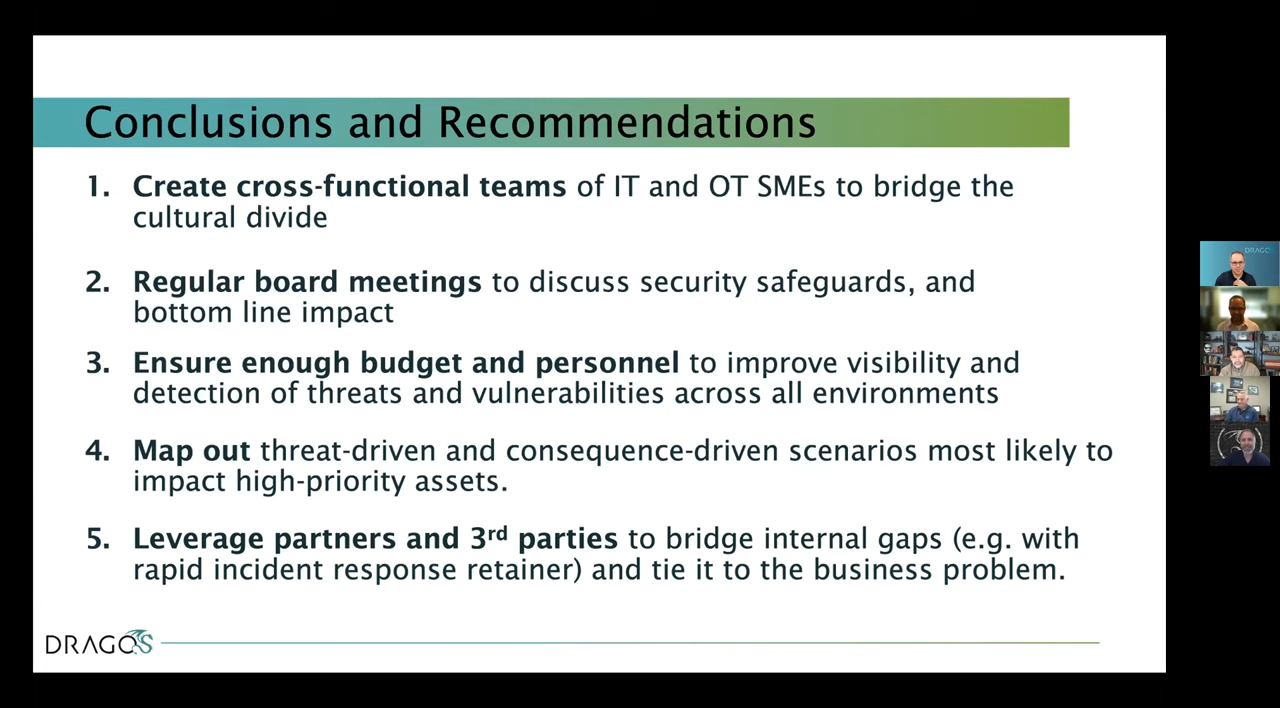 Conclusions and Recommendations
1. Create cross-functional teams of IT and OT SMEs to bridge the
cultural divide
2. Regular board meetings to discuss security safeguards, and
bottom line impact
3. Ensure enough budget and personnel to improve visibility and
detection of threats and vulnerabilities across all environments
4. Map out threat-driven and consequence-driven scenarios most likely to
impact high-priority assets.
5. Leverage partners and 3rd parties to bridge internal gaps (e.g. with
rapid incident response retainer) and tie it to the business problem.
DRAGOS
DRAGOS